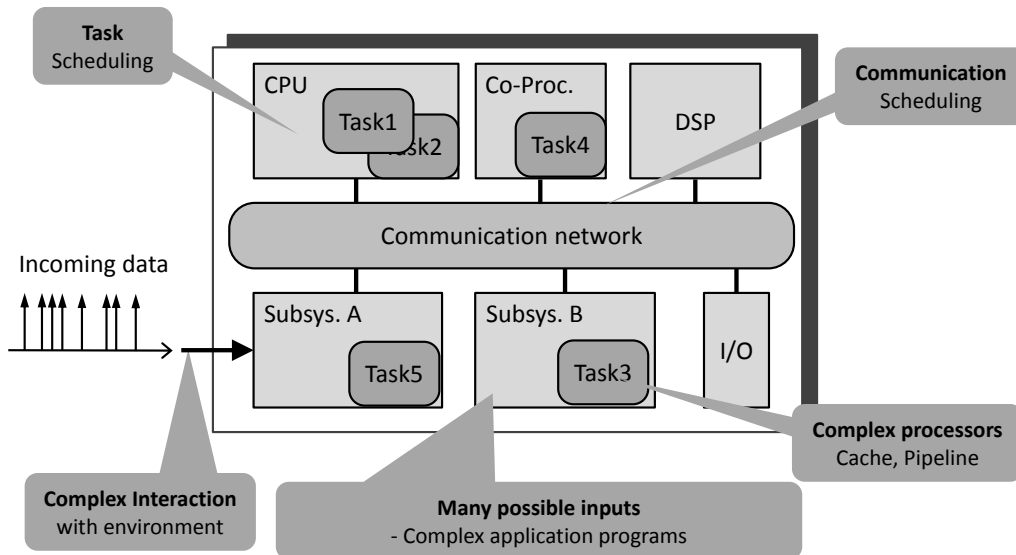 Task
Scheduling
CPU
Task1
Task2
Co-Proc.
Task4
DSP
Communication
Scheduling
Communication network
Incoming data
Subsys. A
Task5
Subsys. B
Task3
I/O
Complex processors
Cache, Pipeline
Complex Interaction
with environment
Many possible inputs
- Complex application programs